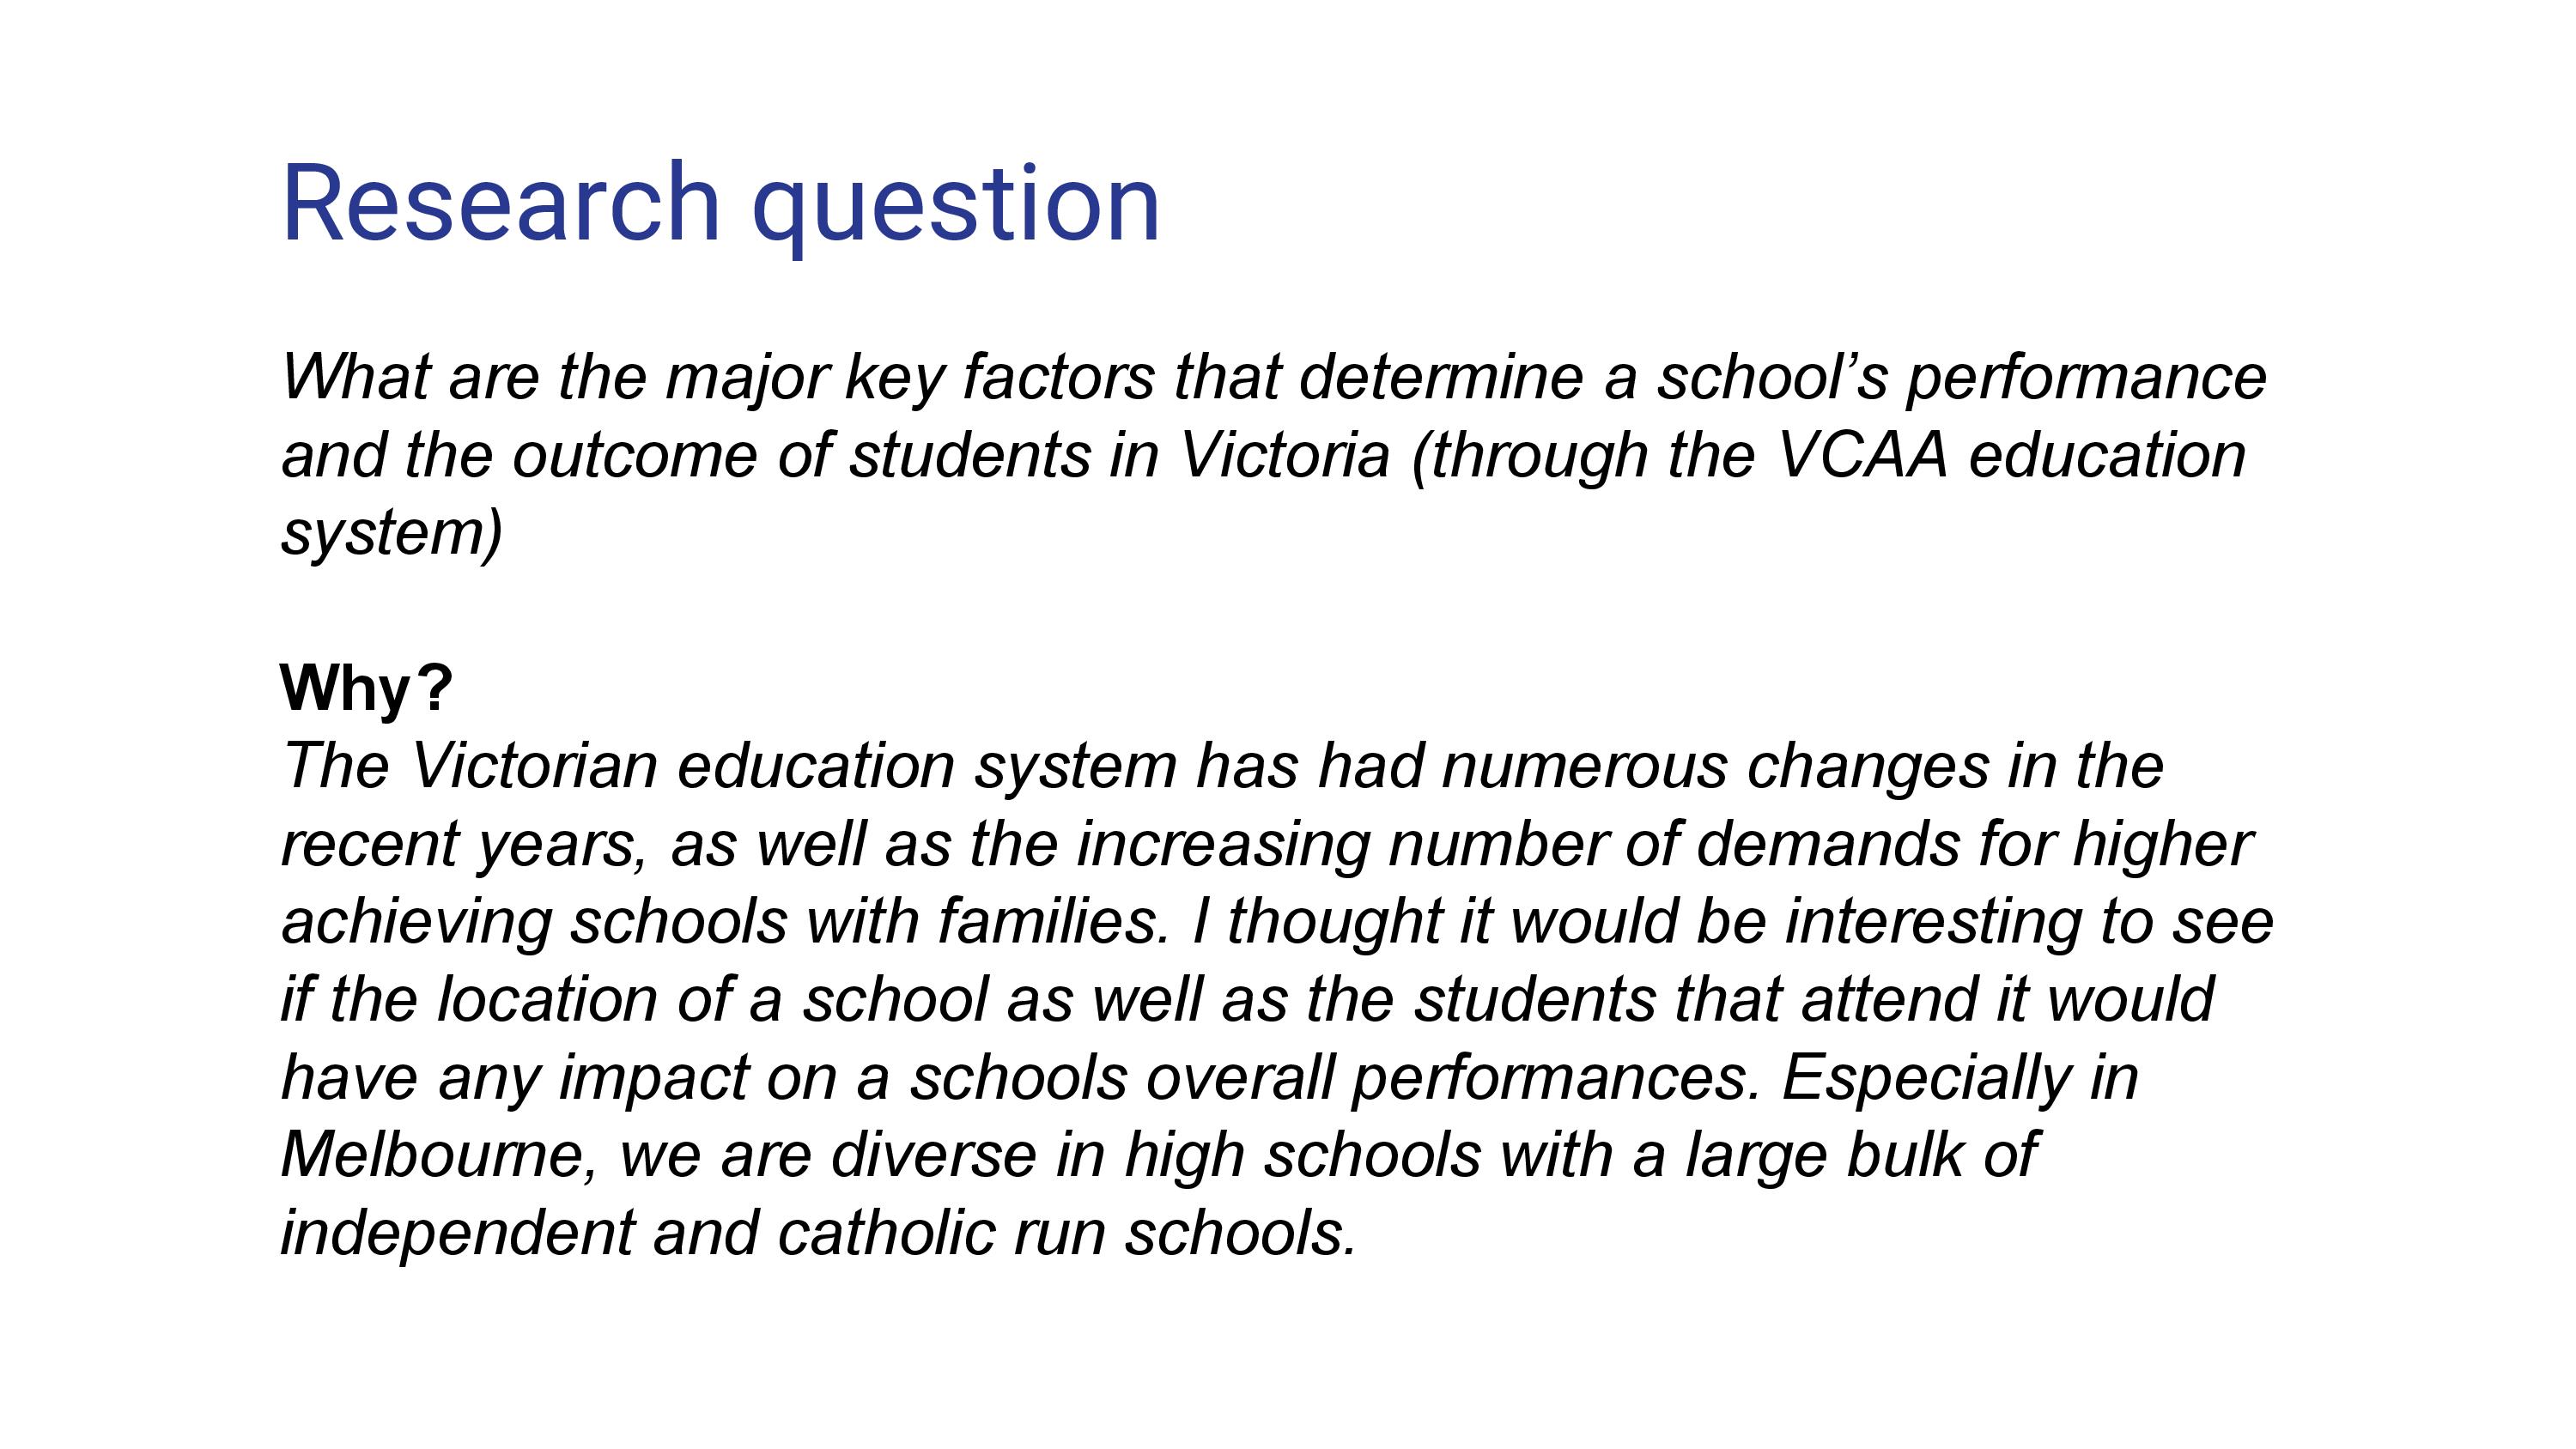 Research question
What are the major key factors that determine a school’s performance
and the outcome of students in Victoria (through the VCAA education
system)
Why?
The Victorian education system has had numerous changes in the
recent years, as well as the increasing number of demands for higher
achieving schools with families. I thought it would be interesting to see
if the location of a school as well as the students that attend it would
have any impact on a schools overall performances. Especially in
Melbourne, we are diverse in high schools with a large bulk of
independent and catholic run schools.